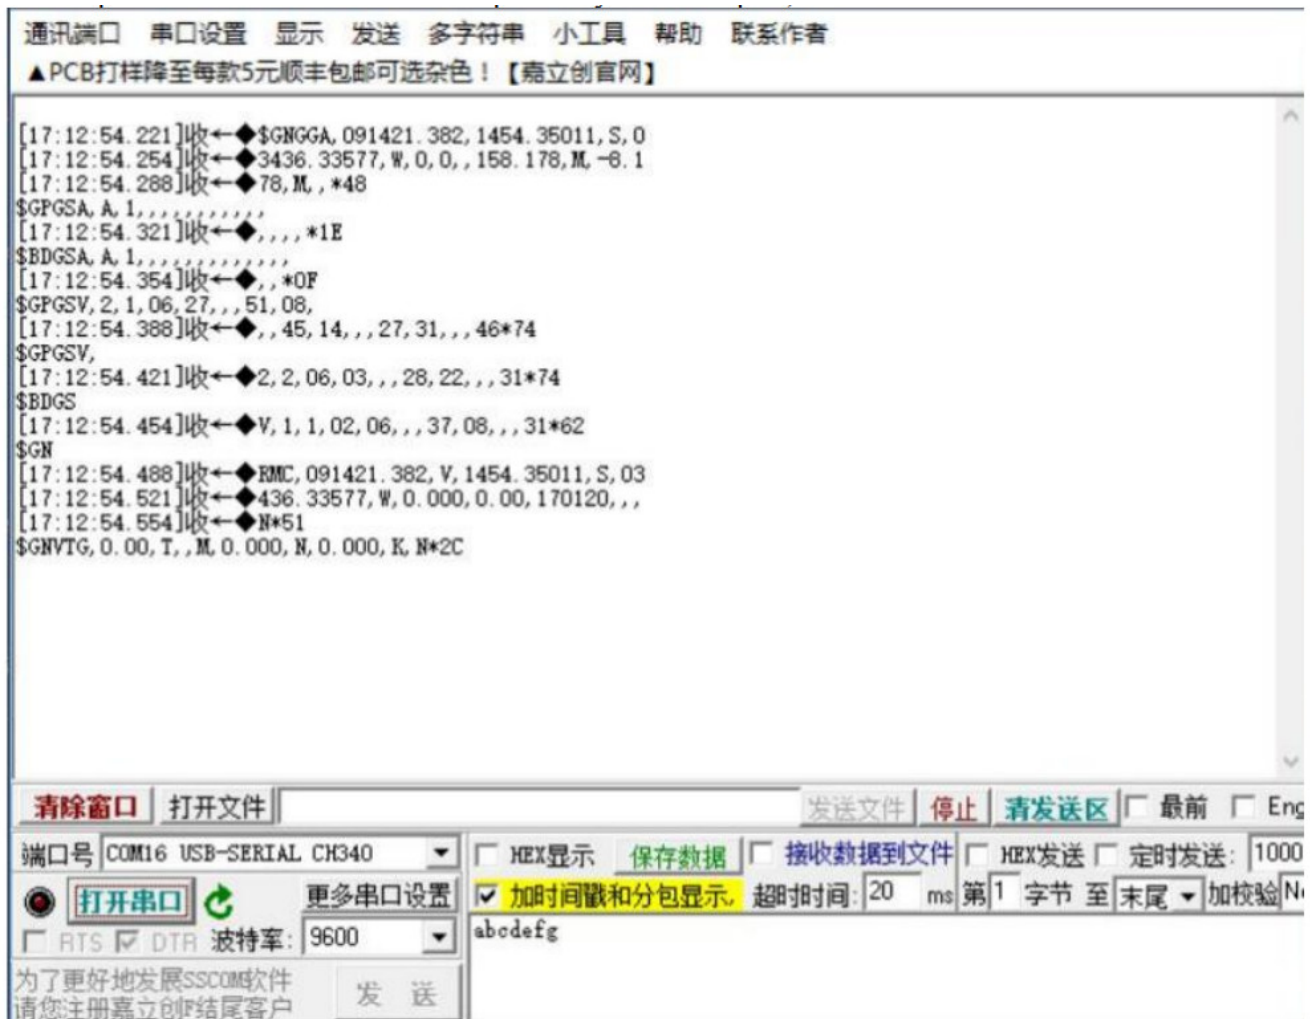 通讯端口 串口设置 显示 发送 多字符串 小工具 帮助 联系作者
▲PCB打样降至每款5元顺丰包邮可选杂色！【嘉立创官网】
[17:12:54.221]收←◆$GNGGA,091421.382,1454.35011,S,0
[17:12:54.254]收←◆3436.33577,W,0,0,,158.178,M,-8.1
[17:12:54.288]收←◆78,M,,*48
$GPGSA,A,1,,,,,,,,,,,
[17:12:54.321]收←◆,,,,*1E
$BDGSA,A,1,,,,,,,,,,,,,
[17:12:54.354]收←◆,,*0F
$GPGSV,2,1,06,27,,,51,08,
[17:12:54.388]收←◆,,45,14,,,27,31,,,46*74
$GPGSV,
[17:12:54.421]收←◆2,2,06,03,,,28,22,,,31*74
$BDGS
[17:12:54.454]收←◆V,1,1,02,06,,,37,08,,,31*62
$GN
[17:12:54.488]收←◆RMC,091421.382,V,1454.35011,S,03
[17:12:54.521]收←◆436.33577,W,0.000,0.00,170120,,,
[17:12:54.554]收←◆N*51
$GNVTG,0.00,T,,M,0.000,N,0.000,K,N*2C
清除窗口 打开文件 发送文件 停止 清发送区 最前 Eng
端口号 COM16 USB-SERIAL CH340 HEX显示 保存数据 接收数据到文件 HEX发送 定时发送: 1000
打开串口 更多串口设置 加时间戳和分包显示, 超时时间: 20 ms 第1 字节 至 末尾 加校验
RTS DTR 波特率: 9600 abcdefg
为了更好地发展SSCOM软件
请您注册嘉立创F结尾客户 发 送